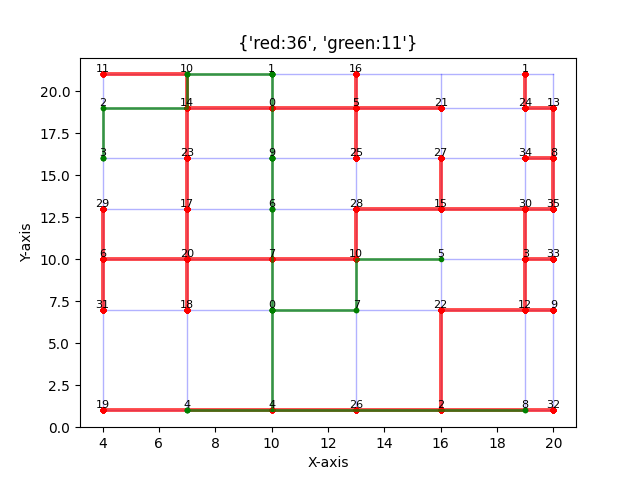 {'red:36', 'green:11'}
11 10 1 16 1
20.0
2 14 0 5 21 24 13
17.5
3 23 9 25 27 34 8
15.0
29 17 6 28 15 30 35
12.5
6 20 7 10 5 3 33
10.0
31 18 0 7 22 12 9
7.5
5.0
2.5
19 4 4 26 2 8 32
0.0
4 6 8 10 12 14 16 18 20
X-axis
Y-axis